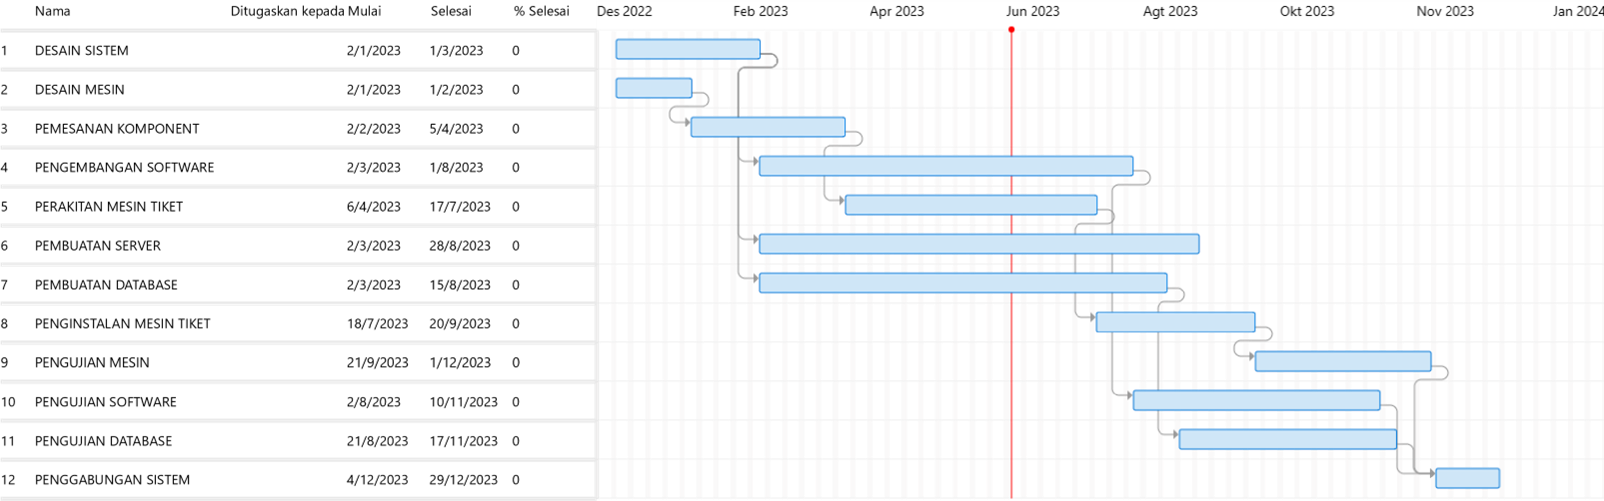 Nama Ditugaskan kepada Mulai Selesai % Selesai Des 2022 Feb 2023 Apr 2023 Jun 2023 Agt 2023 Okt 2023 Nov 2023 Jan 2024
1 DESAIN SISTEM 2/1/2023 1/3/2023 0
2 DESAIN MESIN 2/1/2023 1/2/2023 0
3 PEMESANAN KOMPONENT 2/2/2023 5/4/2023 0
4 PENGEMBANGAN SOFTWARE 2/3/2023 1/8/2023 0
5 PERAKITAN MESIN TIKET 6/4/2023 17/7/2023 0
6 PEMBUATAN SERVER 2/3/2023 28/8/2023 0
7 PEMBUATAN DATABASE 2/3/2023 15/8/2023 0
8 PENGINSTALAN MESIN TIKET 18/7/2023 20/9/2023 0
9 PENGUJIAN MESIN 21/9/2023 1/12/2023 0
10 PENGUJIAN SOFTWARE 2/8/2023 10/11/2023 0
11 PENGUJIAN DATABASE 21/8/2023 17/11/2023 0
12 PENGGABUNGAN SISTEM 4/12/2023 29/12/2023 0